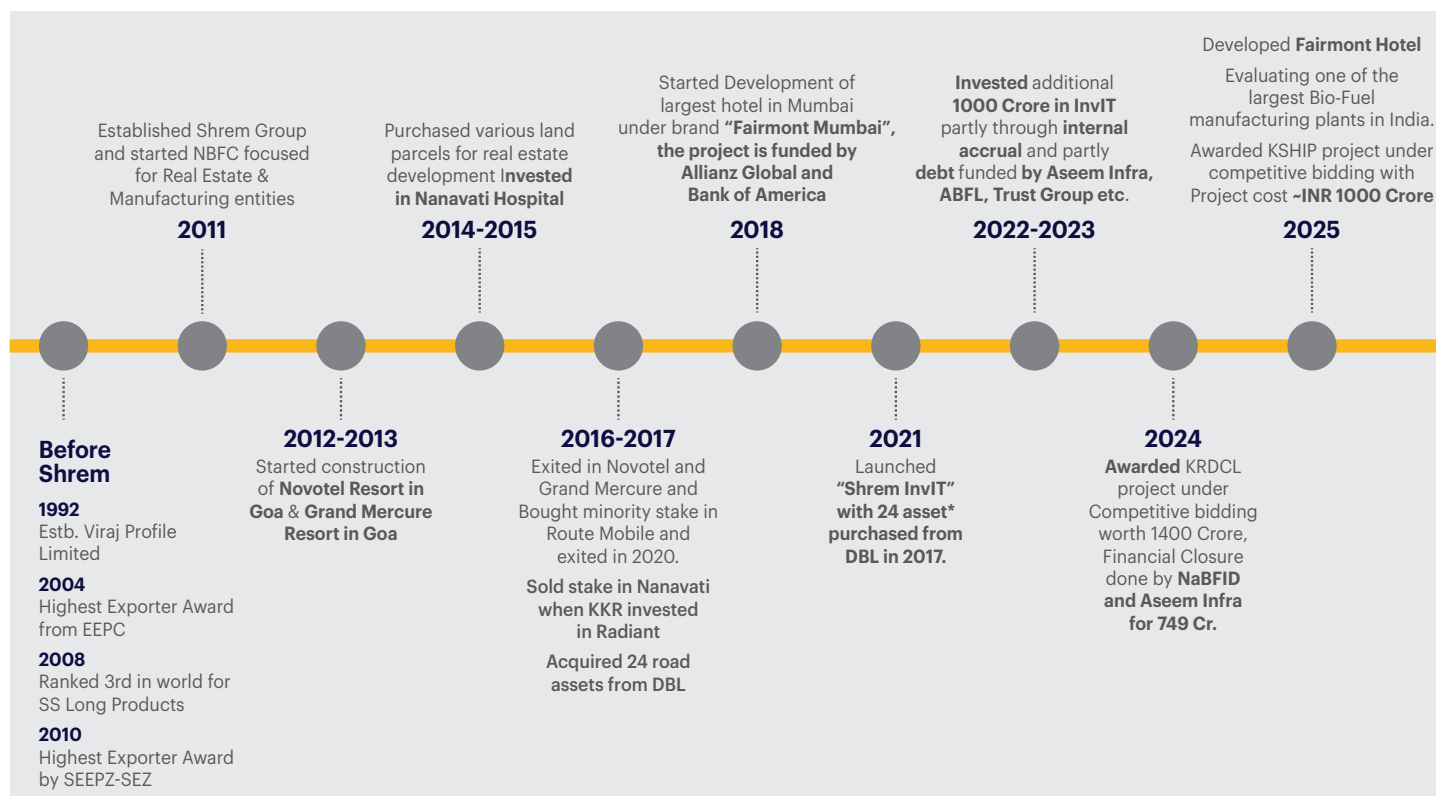 Established Shrem Group
and started NBFC focused
for Real Estate &
Manufacturing entities
2011
Purchased various land
parcels for real estate
development Invested
in Nanavati Hospital
2014-2015
Started Development of
largest hotel in Mumbai
under brand “Fairmont Mumbai”,
the project is funded by
Allianz Global and
Bank of America
2018
Invested additional
1000 Crore in InvIT
partly through internal
accrual and partly
debt funded by Aseem Infra,
ABFL, Trust Group etc.
2022-2023
Developed Fairmont Hotel
Evaluating one of the
largest Bio-Fuel
manufacturing plants in India.
Awarded KSHIP project under
competitive bidding with
Project cost ~INR 1000 Crore
2025
Before
Shrem
1992
Estb. Viraj Profile
Limited
2004
Highest Exporter Award
from EEPC
2008
Ranked 3rd in world for
SS Long Products
2010
Highest Exporter Award
by SEEPZ-SEZ
2012-2013
Started construction
of Novotel Resort in
Goa & Grand Mercure
Resort in Goa
2016-2017
Exited in Novotel and
Grand Mercure and
Bought minority stake in
Route Mobile and
exited in 2020.
Sold stake in Nanavati
when KKR invested
in Radiant
Acquired 24 road
assets from DBL
2021
Launched
“Shrem InvIT”
with 24 asset*
purchased from
DBL in 2017.
2024
Awarded KRDCL
project under
Competitive bidding
worth 1400 Crore,
Financial Closure
done by NaBFID
and Aseem Infra
for 749 Cr.